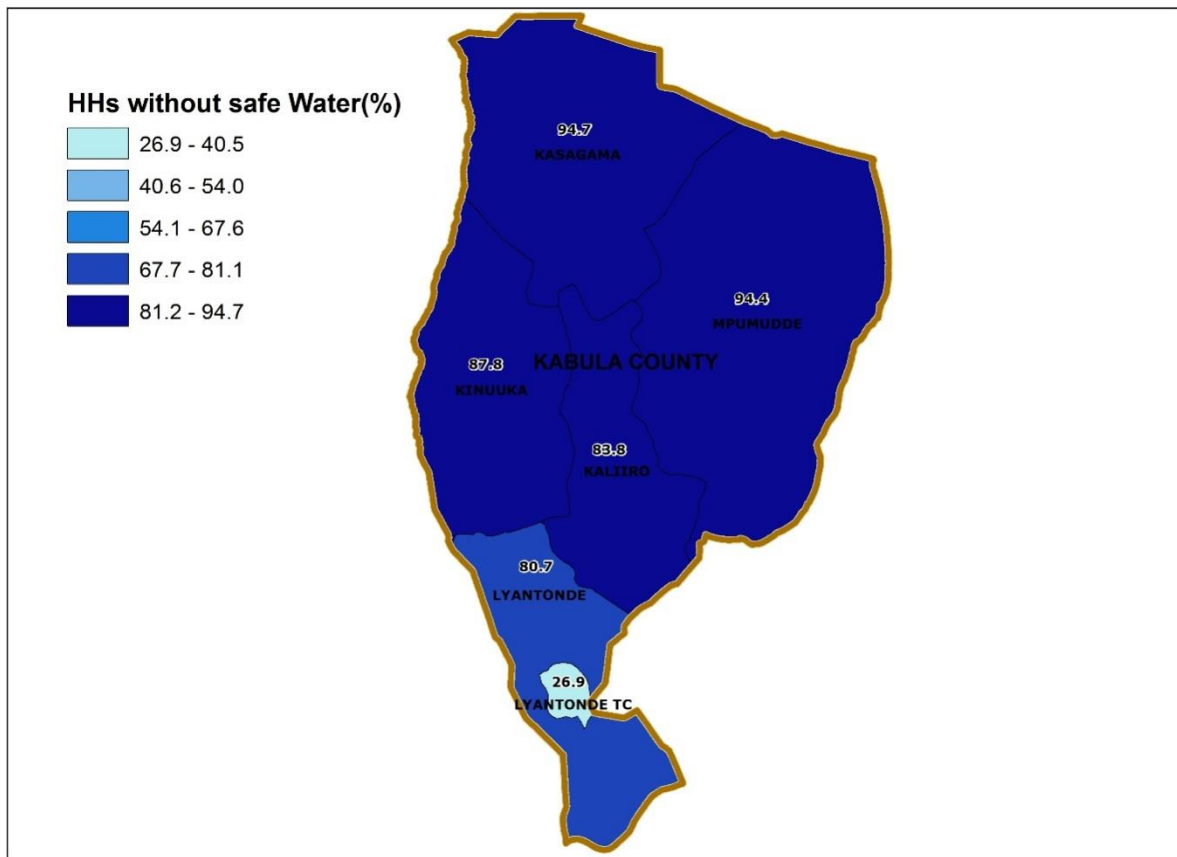 HHs without safe Water(%)
26.9 - 40.5
40.6 - 54.0
54.1 - 67.6
67.7 - 81.1
81.2 - 94.7
94.7
KASAGAMA
94.4
MPUMUDDE
87.8
KINUUKA
KABULA COUNTY
83.8
KALIIRO
80.7
LYANTONDE
26.9
LYANTONDE TC